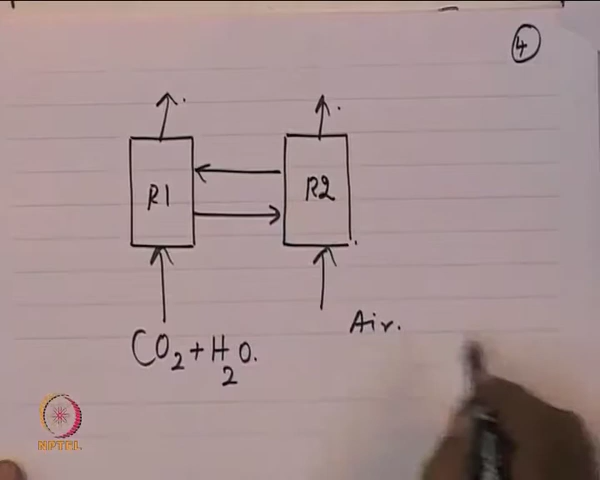 4
R1
R2
Air.
CO2+H2O.
NPTEL